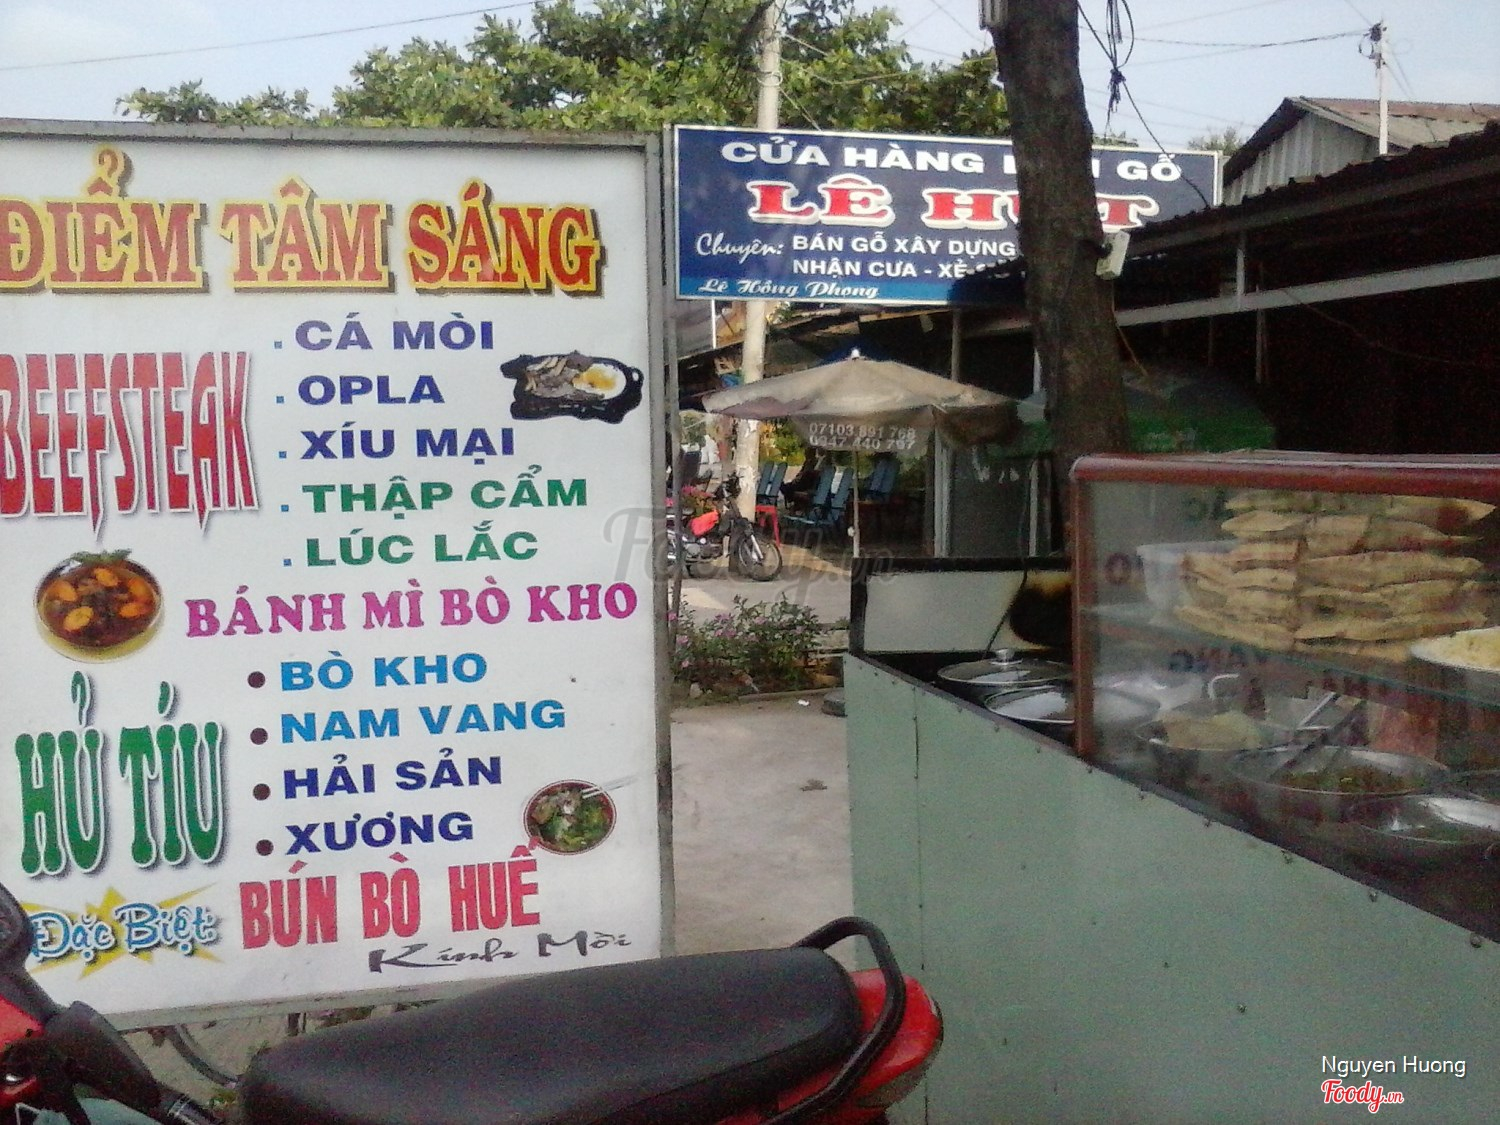 ĐIỂM TÂM SÁNG
BEEFSTEAK
. CÁ MÒI
. OPLA
. XÍU MẠI
. THẬP CẨM
. LÚC LẮC
BÁNH MÌ BÒ KHO
HỦ TÍU
• BÒ KHO
• NAM VANG
• HẢI SẢN
• XƯƠNG
Đặc Biệt:
BÚN BÒ HUẾ
Kính Mời
CỬA HÀNG GỖ
LÊ
Chuyên: BÁN GỖ XÂY DỰNG
NHẬN CƯA - XẺ
Lê Hồng Phong
07103 891 768
0947 440 767
Foody.vn
Nguyen Huong
Foody.vn